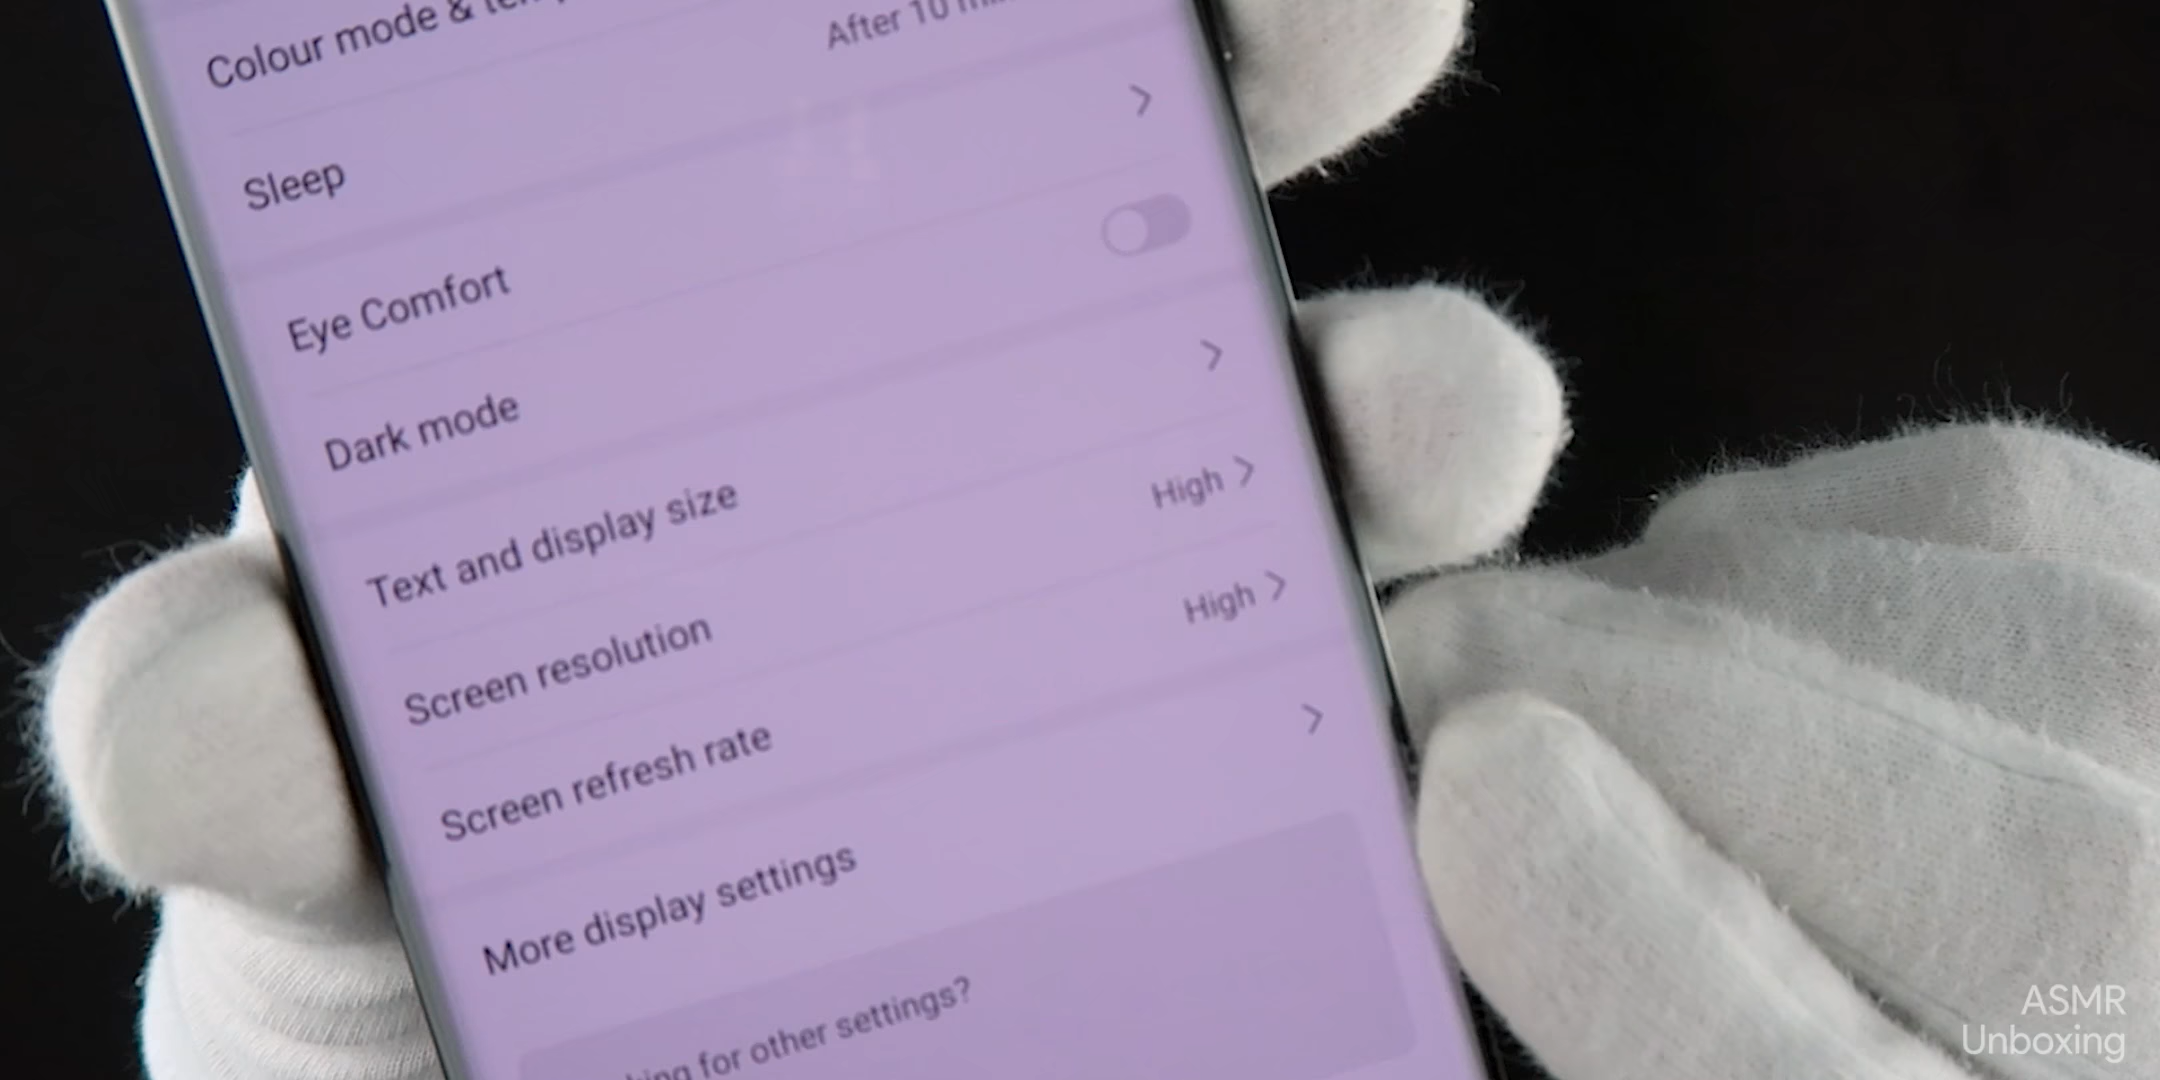 Colour mode &
After 10
Sleep
Eye Comfort
Dark mode
Text and display size
Screen resolution High
Screen refresh rate High
More display settings
for other settings?
ASMR
Unboxing